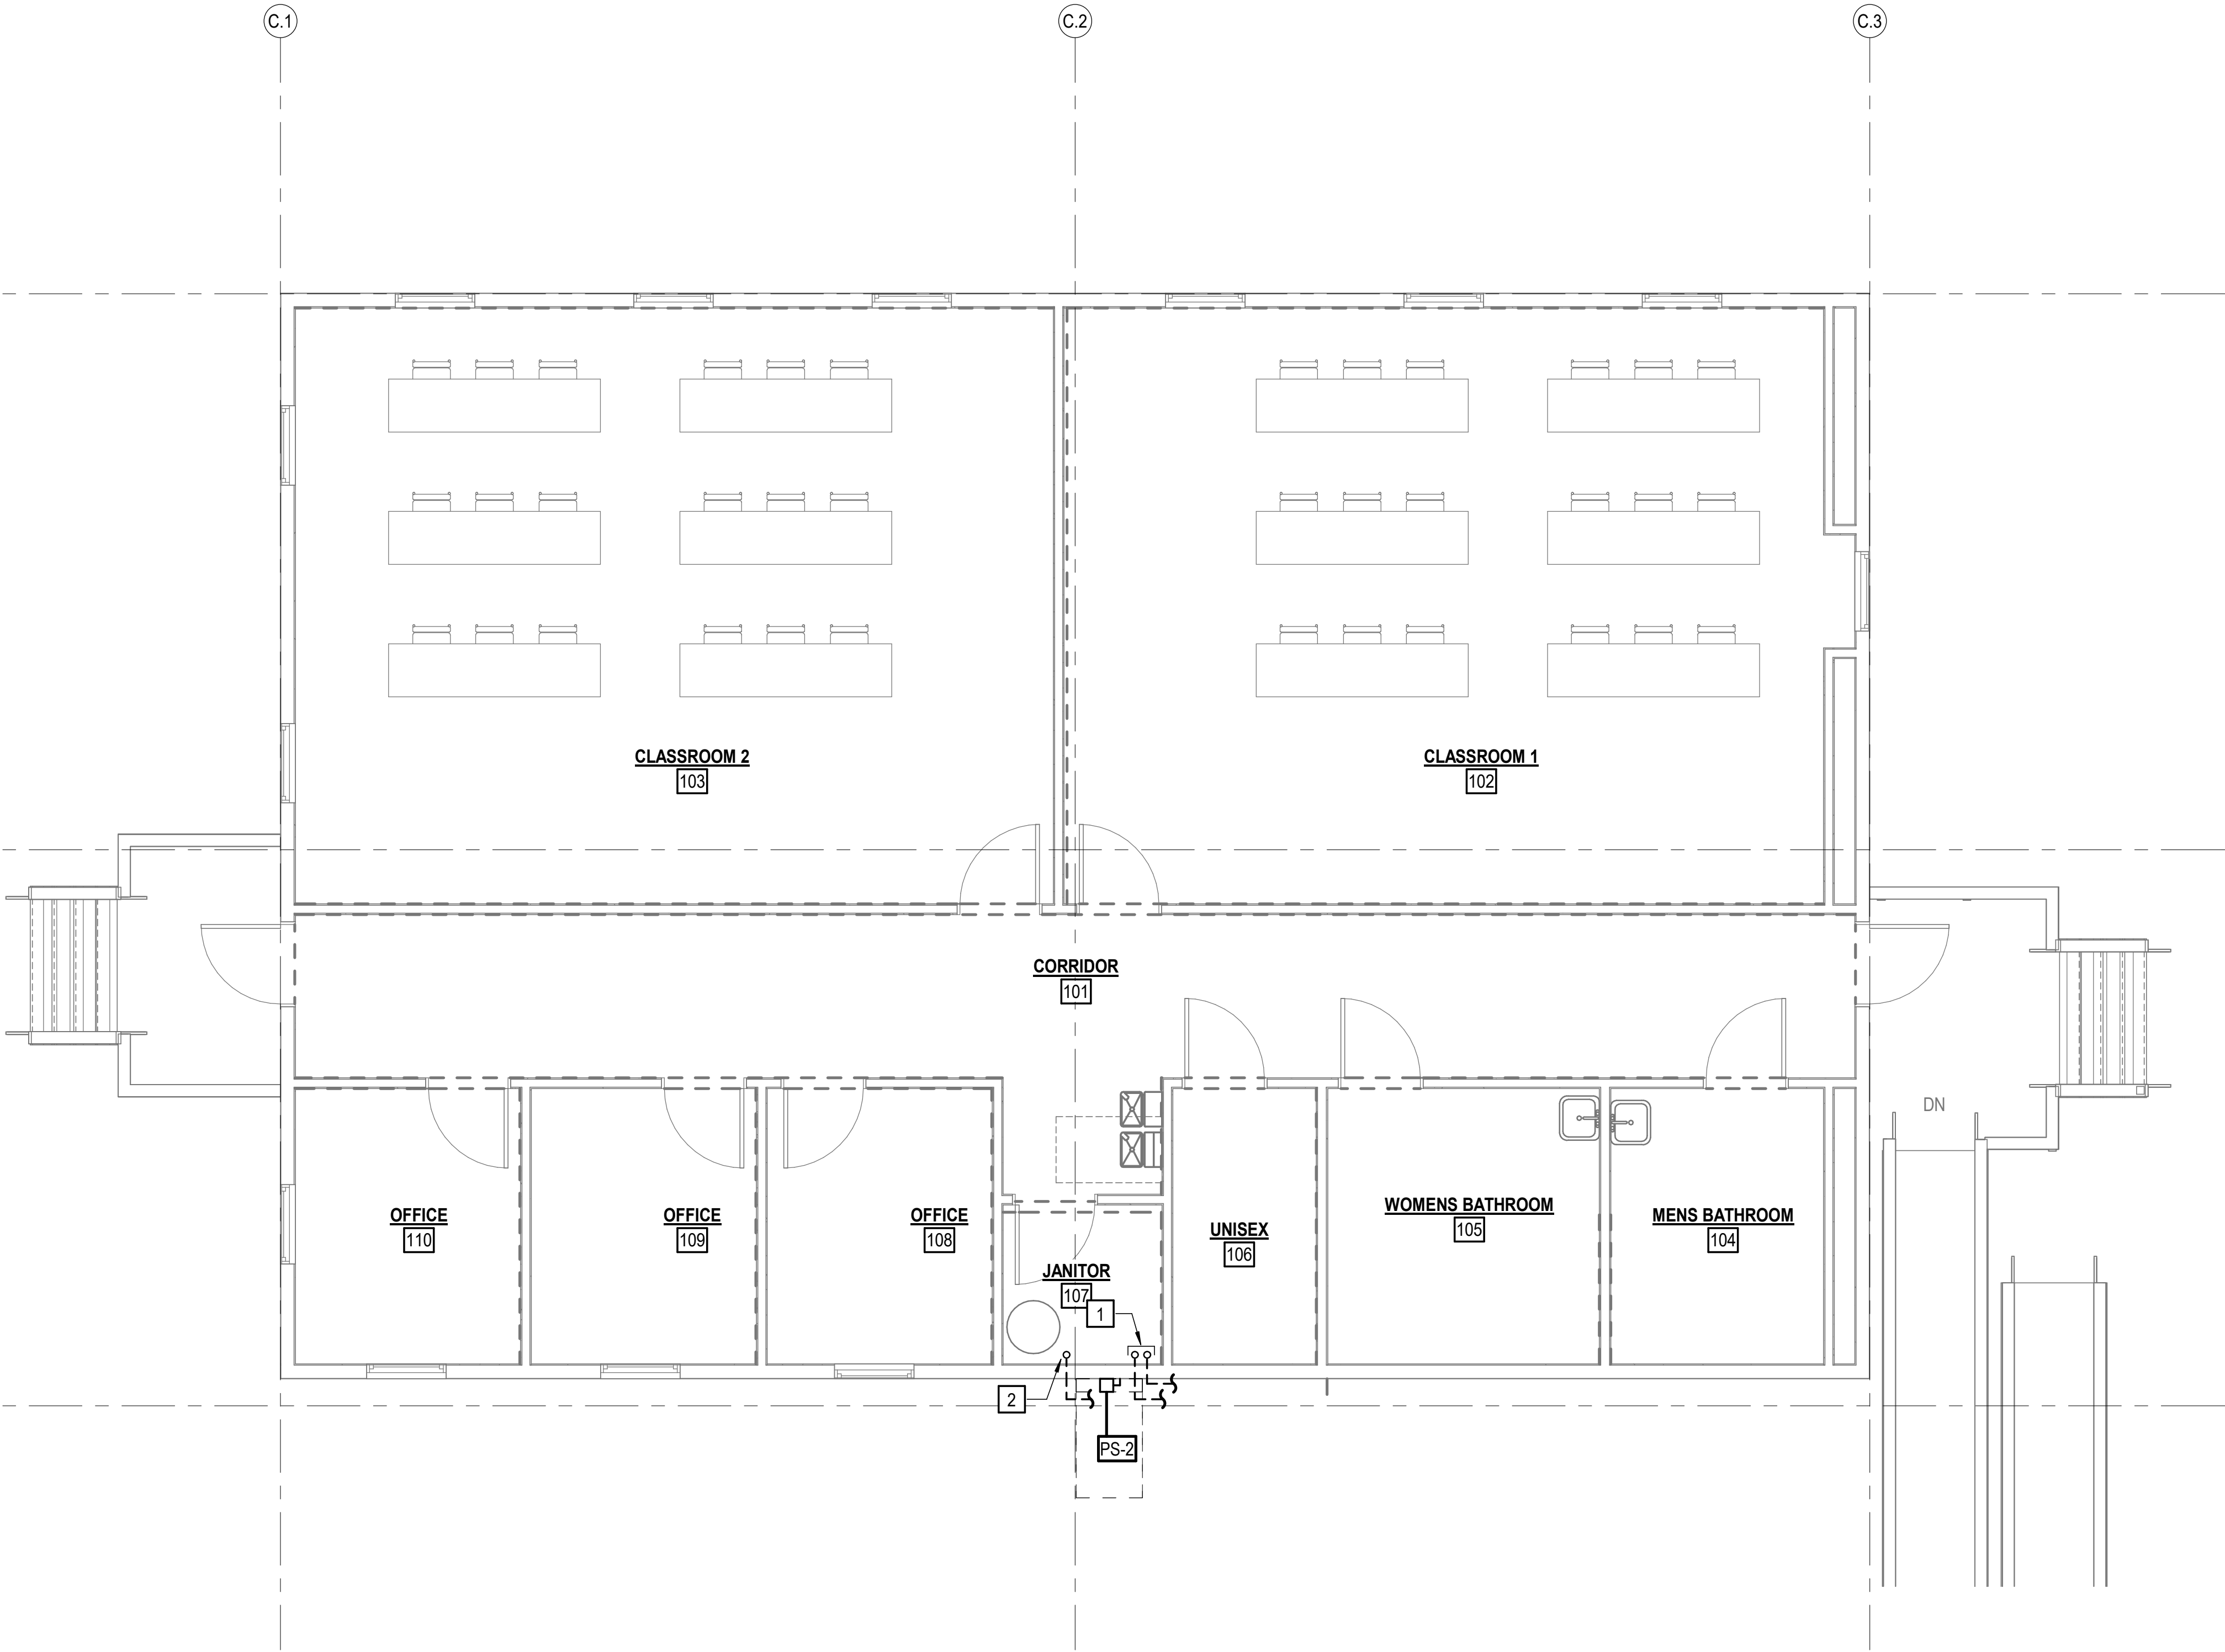 C.1
C.2
C.3
CLASSROOM 2
103
CLASSROOM 1
102
CORRIDOR
101
DN
OFFICE
110
OFFICE
109
OFFICE
108
UNISEX
106
WOMENS BATHROOM
105
MENS BATHROOM
104
JANITOR
107
1
2
PS-2